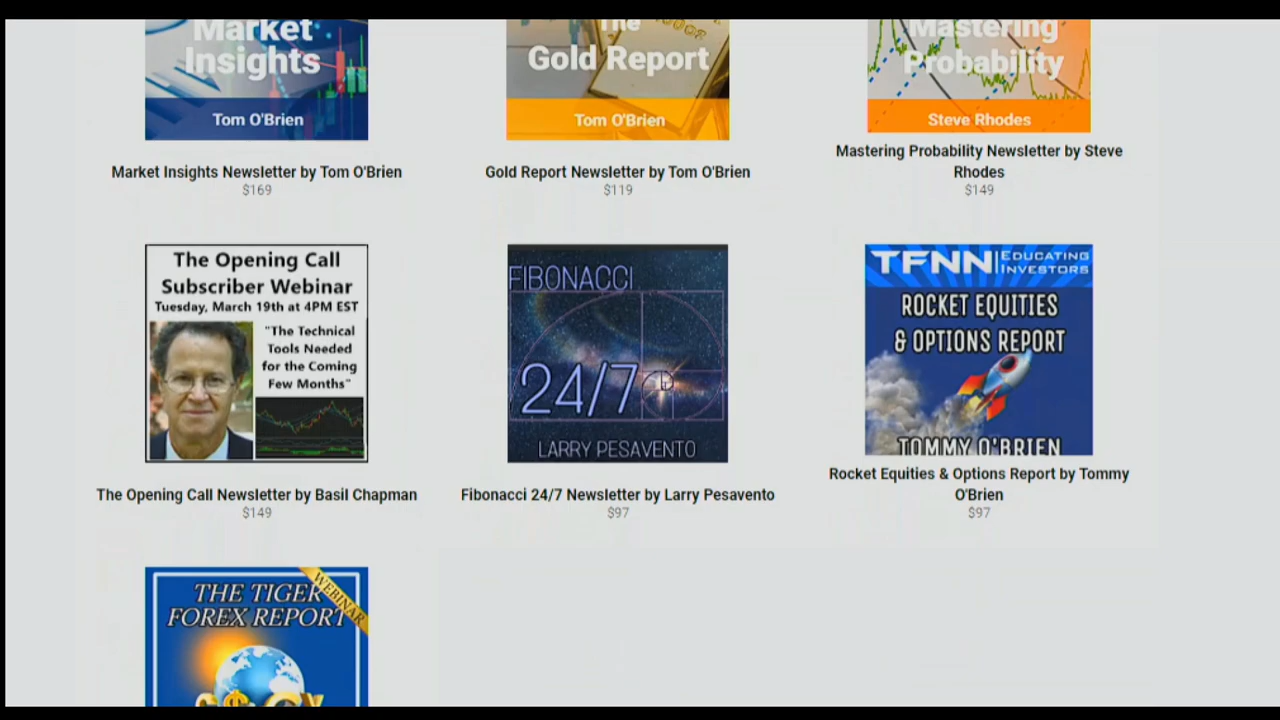 Market
Insights
Tom O'Brien
Market Insights Newsletter by Tom O'Brien
$169
The
Gold Report
Tom O'Brien
Gold Report Newsletter by Tom O'Brien
$119
Mastering
Probability
Steve Rhodes
Mastering Probability Newsletter by Steve
Rhodes
$149
The Opening Call
Subscriber Webinar
Tuesday, March 19th at 4PM EST
"The Technical
Tools Needed
for the Coming
Few Months"
The Opening Call Newsletter by Basil Chapman
$149
FIBONACCI
24/7
LARRY PESAVENTO
Fibonacci 24/7 Newsletter by Larry Pesavento
$97
TFNN EDUCATING
INVESTORS
ROCKET EQUITIES
& OPTIONS REPORT
TOMMY O'BRIEN
Rocket Equities & Options Report by Tommy
O'Brien
$97
THE TIGER
FOREX REPORT
WEBINAR